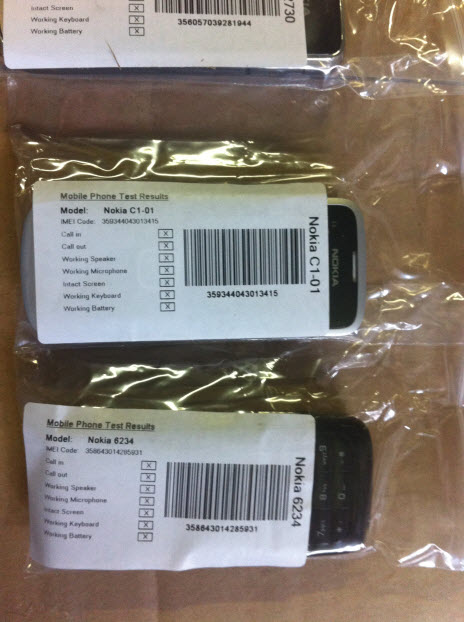 Intact Screen X
Working Keyboard X
Working Battery X
356057039281944
730
Mobile Phone Test Results
Model: Nokia C1-01
IMEI Code: 359344043013415
Call in X
Call out X
Working Speaker X
Working Microphone X
Intact Screen X
Working Keyboard X
Working Battery X
359344043013415
Nokia C1-01
NOKIA
Mobile Phone Test Results
Model: Nokia 6234
IMEI Code: 358643014285931
Call in X
Call out X
Working Speaker X
Working Microphone X
Intact Screen X
Working Keyboard X
Working Battery X
358643014285931
Nokia 6234